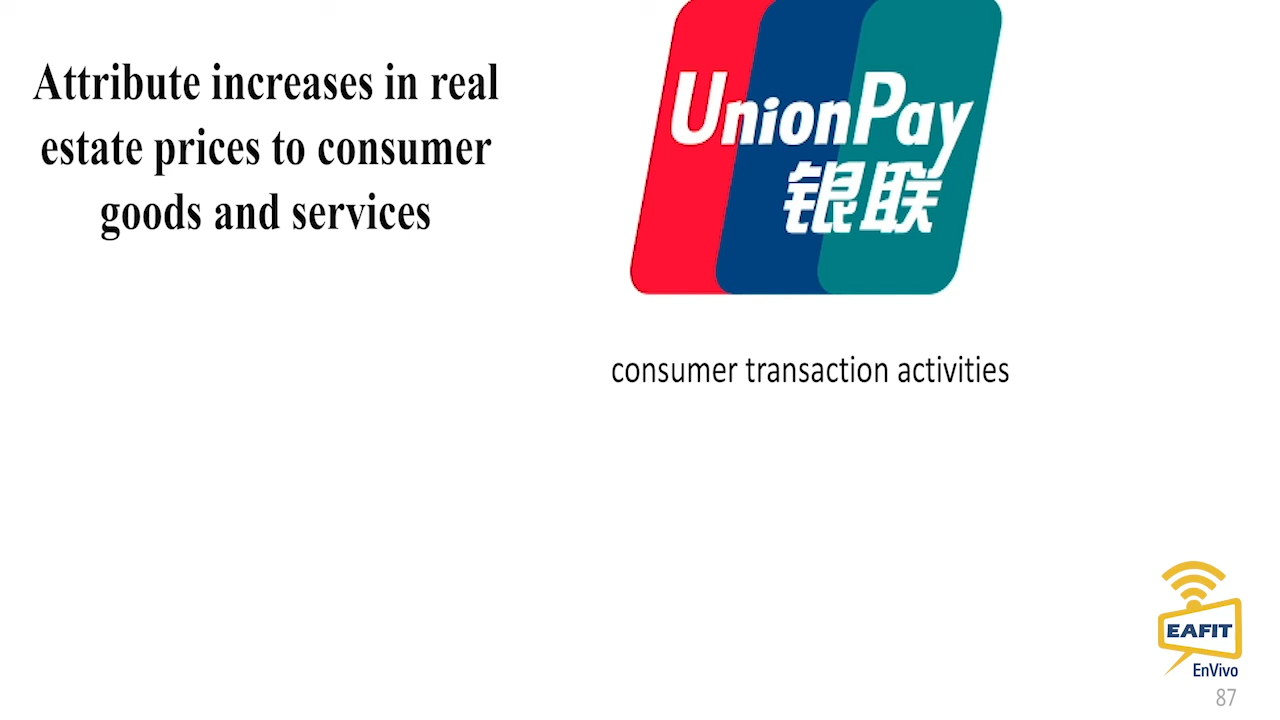 Attribute increases in real
estate prices to consumer
goods and services
UnionPay
银联
consumer transaction activities
EAFIT
EnVivo
87